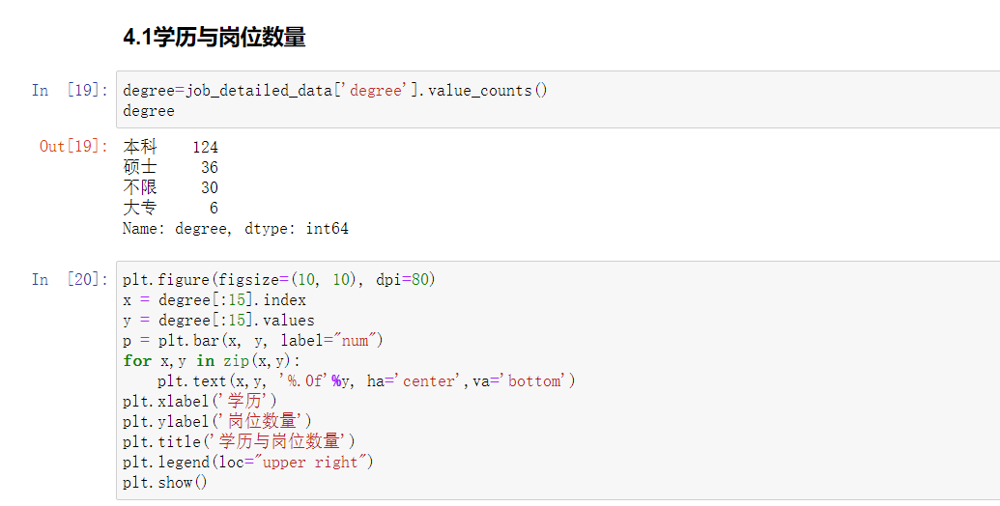 4.1学历与岗位数量
In [19]: degree=job_detailed_data['degree'].value_counts()
degree
Out[19]: 本科 124
硕士 36
不限 30
大专 6
Name: degree, dtype: int64
In [20]: plt.figure(figsize=(10, 10), dpi=80)
x = degree[:15].index
y = degree[:15].values
p = plt.bar(x, y, label="num")
for x,y in zip(x,y):
    plt.text(x,y, '%.0f'%y, ha='center',va='bottom')
plt.xlabel('学历')
plt.ylabel('岗位数量')
plt.title('学历与岗位数量')
plt.legend(loc="upper right")
plt.show()